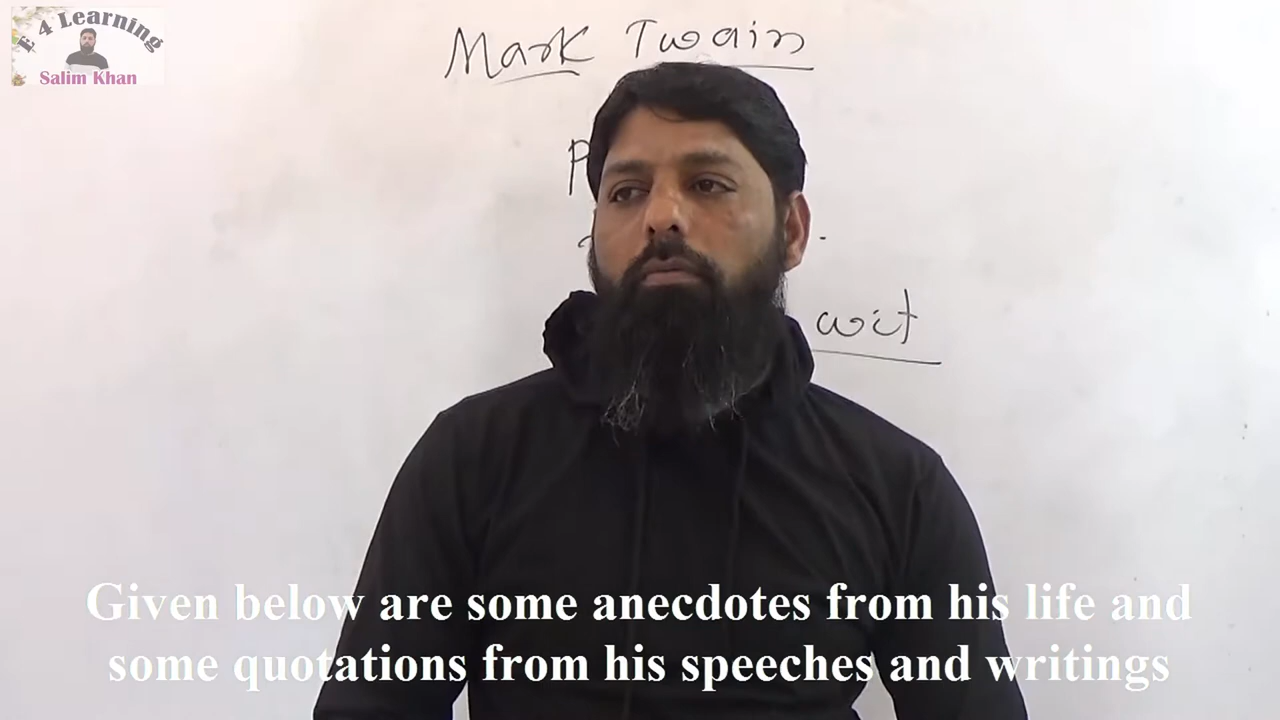 E 4 Learning
Salim Khan
Mark Twain
wit
Given below are some anecdotes from his life and
some quotations from his speeches and writings